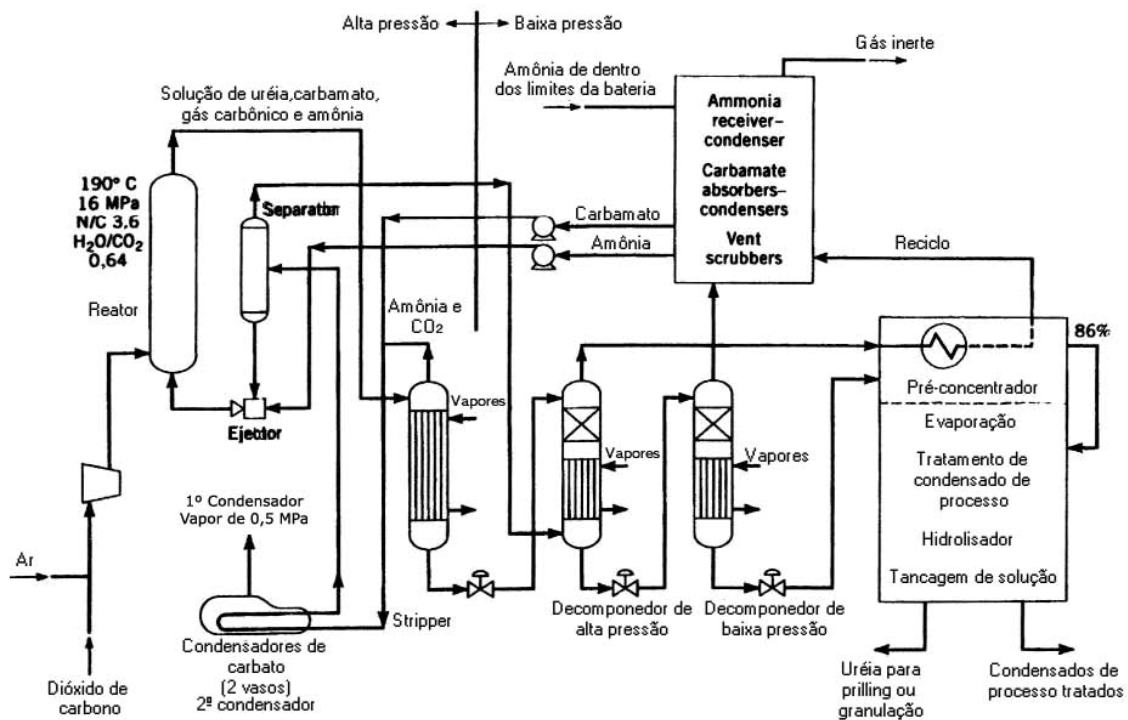 Alta pressão
Baixa pressão
Gás inerte
Amônia de dentro
dos limites da bateria
Solução de uréia,carbamato,
gás carbônico e amônia
Ammonia
receiver–
condenser
Carbamate
absorbers-
condensers
Vent
scrubbers
190° C
16 MPa
N/C 3.6
H₂O/CO₂
0,64
Separator
Carbamato
Amônia
Reciclo
Reator
Amônia e
CO₂
86%
Pré-concentrador
Vapores
Ejector
Evaporação
Vapores
Vapores
Tratamento de
condensado de
processo
1º Condensador
Vapor de 0,5 MPa
Hidrolisador
Ar
Tancagem de solução
Stripper
Decomponedor de
alta pressão
Decomponedor de
baixa pressão
Condensadores de
carbato
(2 vasos)
2º condensador
Dióxido de
carbono
Uréia para
prilling ou
granulação
Condensados de
processo tratados